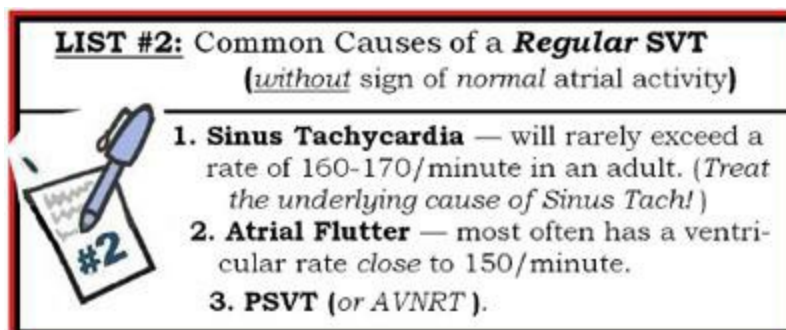 LIST #2: Common Causes of a Regular SVT
(without sign of normal atrial activity)
1. Sinus Tachycardia — will rarely exceed a
rate of 160-170/minute in an adult. (Treat
the underlying cause of Sinus Tach!)
2. Atrial Flutter — most often has a ventri-
cular rate close to 150/minute.
#2
3. PSVT (or AVNRT).